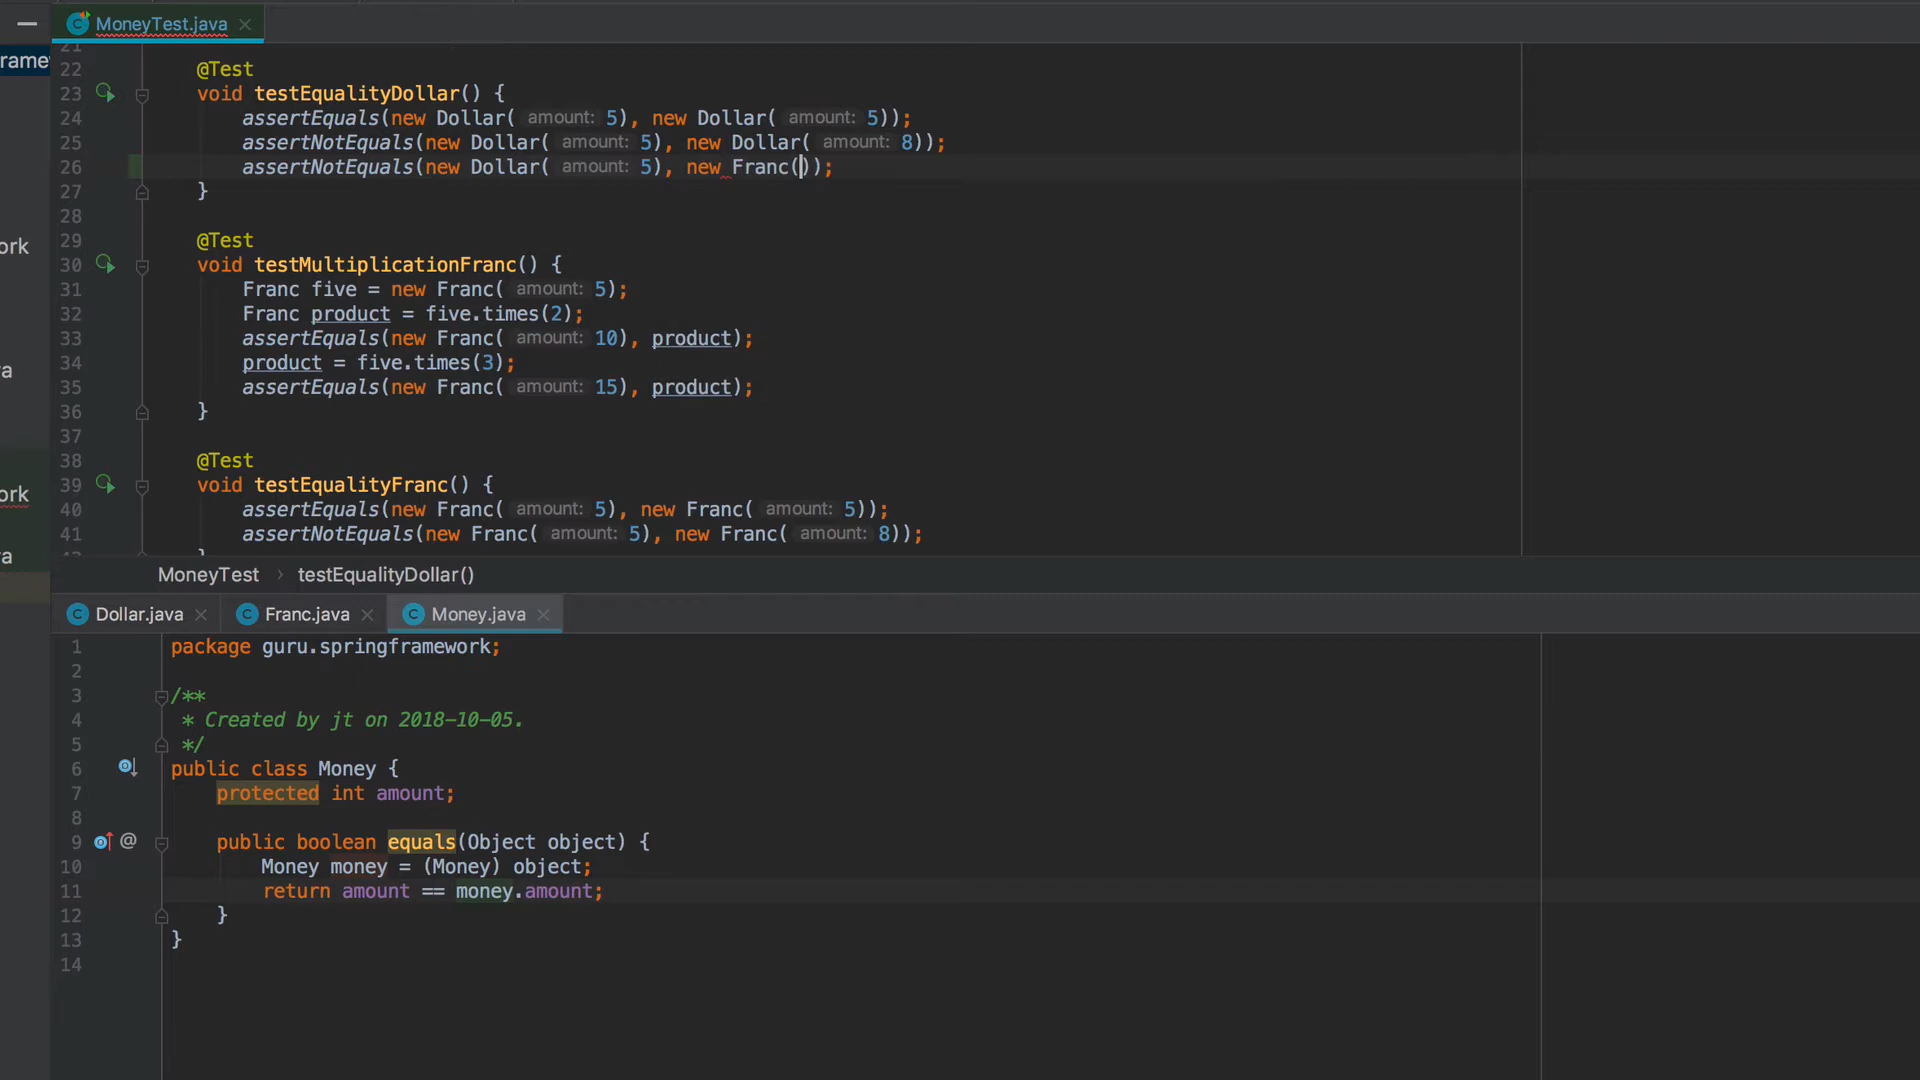 MoneyTest.java
rame
ork
a
ork
a
21
22 @Test
23 void testEqualityDollar() {
24 assertEquals(new Dollar( amount: 5), new Dollar( amount: 5));
25 assertNotEquals(new Dollar( amount: 5), new Dollar( amount: 8));
26 assertNotEquals(new Dollar( amount: 5), new Franc());
27 }
28
29 @Test
30 void testMultiplicationFranc() {
31 Franc five = new Franc( amount: 5);
32 Franc product = five.times(2);
33 assertEquals(new Franc( amount: 10), product);
34 product = five.times(3);
35 assertEquals(new Franc( amount: 15), product);
36 }
37
38 @Test
39 void testEqualityFranc() {
40 assertEquals(new Franc( amount: 5), new Franc( amount: 5));
41 assertNotEquals(new Franc( amount: 5), new Franc( amount: 8));
MoneyTest › testEqualityDollar()
Dollar.java Franc.java Money.java
1 package guru.springframework;
2
3 /**
4 * Created by jt on 2018-10-05.
5 */
6 public class Money {
7 protected int amount;
8
9 public boolean equals(Object object) {
10 Money money = (Money) object;
11 return amount == money.amount;
12 }
13 }
14